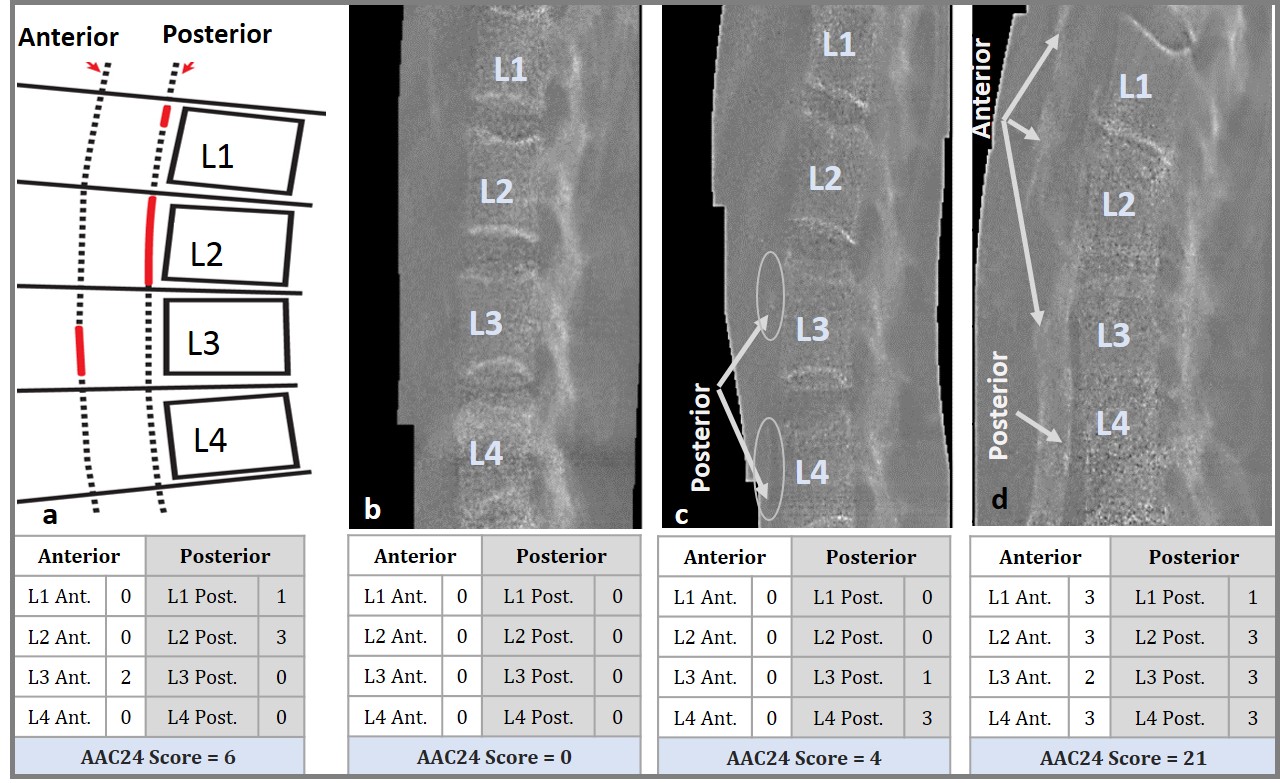 Anterior Posterior
L1
L2
L3
L4
a
L1
L2
L3
L4
b
L1
L2
L3
L4
Posterior
c
Anterior
L1
L2
L3
L4
Posterior
d
Anterior Posterior
L1 Ant. 0 L1 Post. 1
L2 Ant. 0 L2 Post. 3
L3 Ant. 2 L3 Post. 0
L4 Ant. 0 L4 Post. 0
AAC24 Score = 6
Anterior Posterior
L1 Ant. 0 L1 Post. 0
L2 Ant. 0 L2 Post. 0
L3 Ant. 0 L3 Post. 0
L4 Ant. 0 L4 Post. 0
AAC24 Score = 0
Anterior Posterior
L1 Ant. 0 L1 Post. 0
L2 Ant. 0 L2 Post. 0
L3 Ant. 0 L3 Post. 1
L4 Ant. 0 L4 Post. 3
AAC24 Score = 4
Anterior Posterior
L1 Ant. 3 L1 Post. 1
L2 Ant. 3 L2 Post. 3
L3 Ant. 2 L3 Post. 3
L4 Ant. 3 L4 Post. 3
AAC24 Score = 21